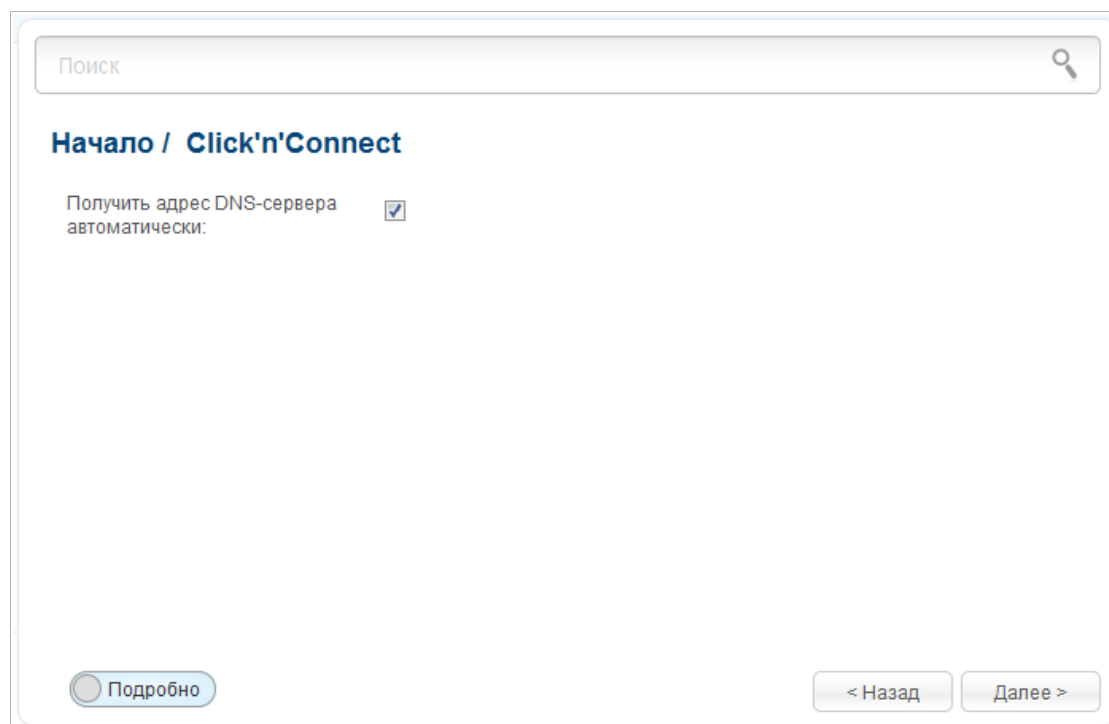 Поиск
Начало / Click'n'Connect
Получить адрес DNS-сервера
автоматически:
Подробно
< Назад
Далее >